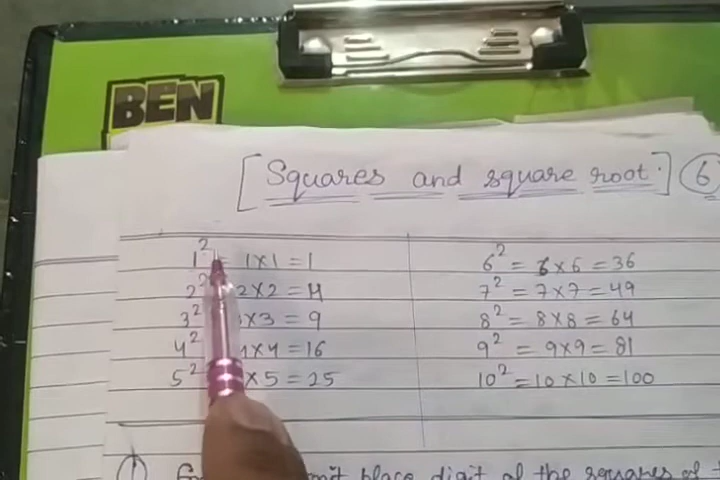 BEN
[Squares and square root.] 6
1² = 1×1 = 1
2² 2×2 = 4
3² ×3 = 9
4² 4×4 = 16
5² ×5 = 25
6² = 6×6 = 36
7² = 7×7 = 49
8² = 8×8 = 64
9² = 9×9 = 81
10² = 10×10 = 100
1 place digit of the squares of